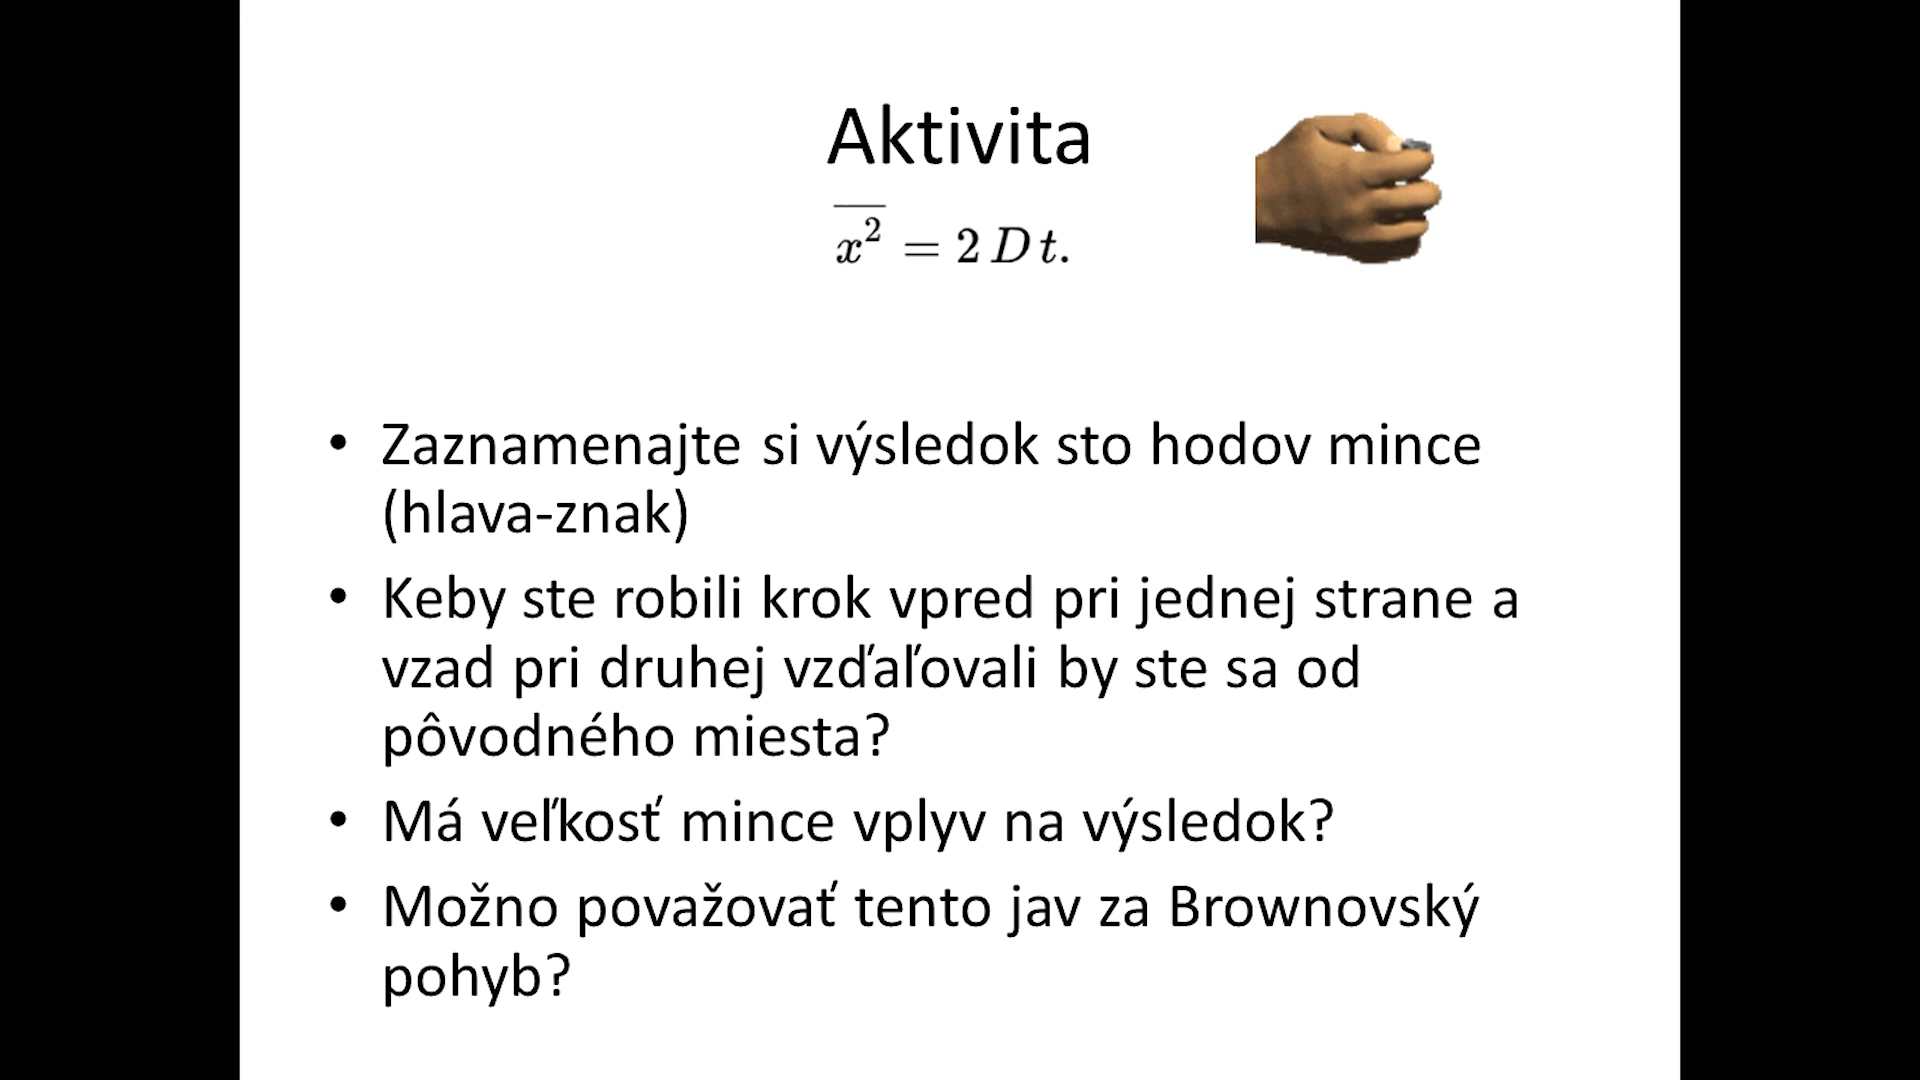 Aktivita
x² = 2 D t.
• Zaznamenajte si výsledok sto hodov mince
(hlava-znak)
• Keby ste robili krok vpred pri jednej strane a
vzad pri druhej vzďaľovali by ste sa od
pôvodného miesta?
• Má veľkosť mince vplyv na výsledok?
• Možno považovať tento jav za Brownovský
pohyb?